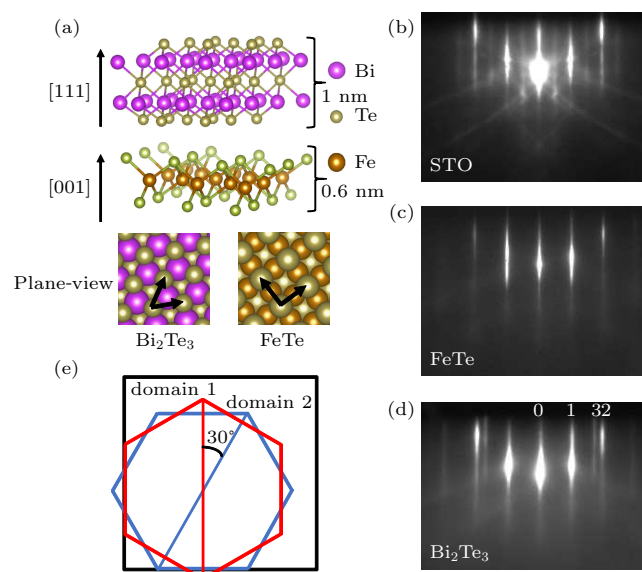 (a)
[111]
Bi
1 nm
Te
[001]
Fe
0.6 nm
Plane-view
Bi₂Te₃
FeTe
(b)
STO
(c)
FeTe
(d)
0 1 32
Bi₂Te₃
(e)
domain 1
domain 2
30°